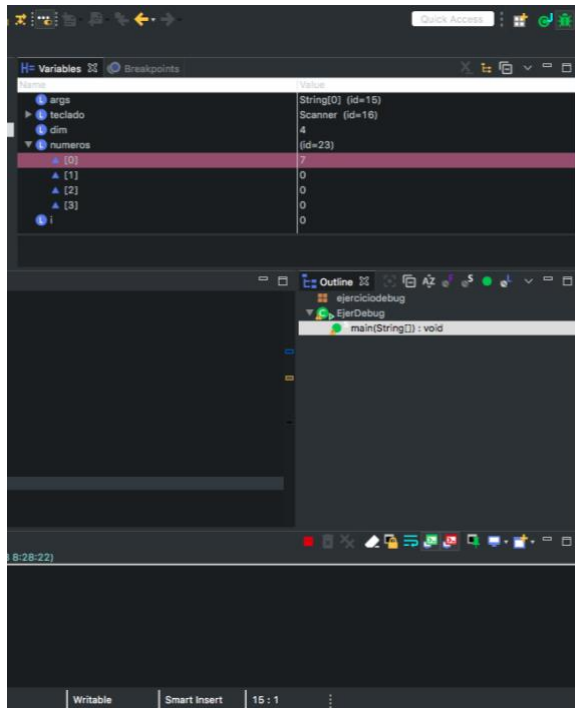 Quick Access
Variables Breakpoints
Name Value
args String[0] (id=15)
teclado Scanner (id=16)
dim 4
numeros (id=23)
[0] 7
[1] 0
[2] 0
[3] 0
i 0
Outline
ejerciciodebug
EjerDebug
main(String[]) : void
8:28:22)
Writable Smart Insert 15 : 1